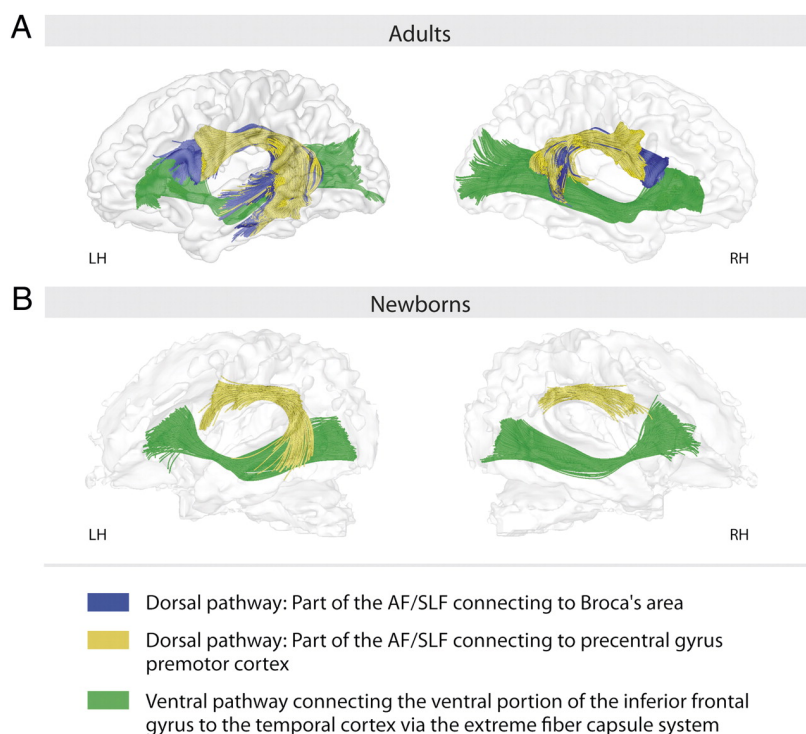 A
Adults
LH
RH
B
Newborns
LH
RH
Dorsal pathway: Part of the AF/SLF connecting to Broca's area
Dorsal pathway: Part of the AF/SLF connecting to precentral gyrus
premotor cortex
Ventral pathway connecting the ventral portion of the inferior frontal
gyrus to the temporal cortex via the extreme fiber capsule system